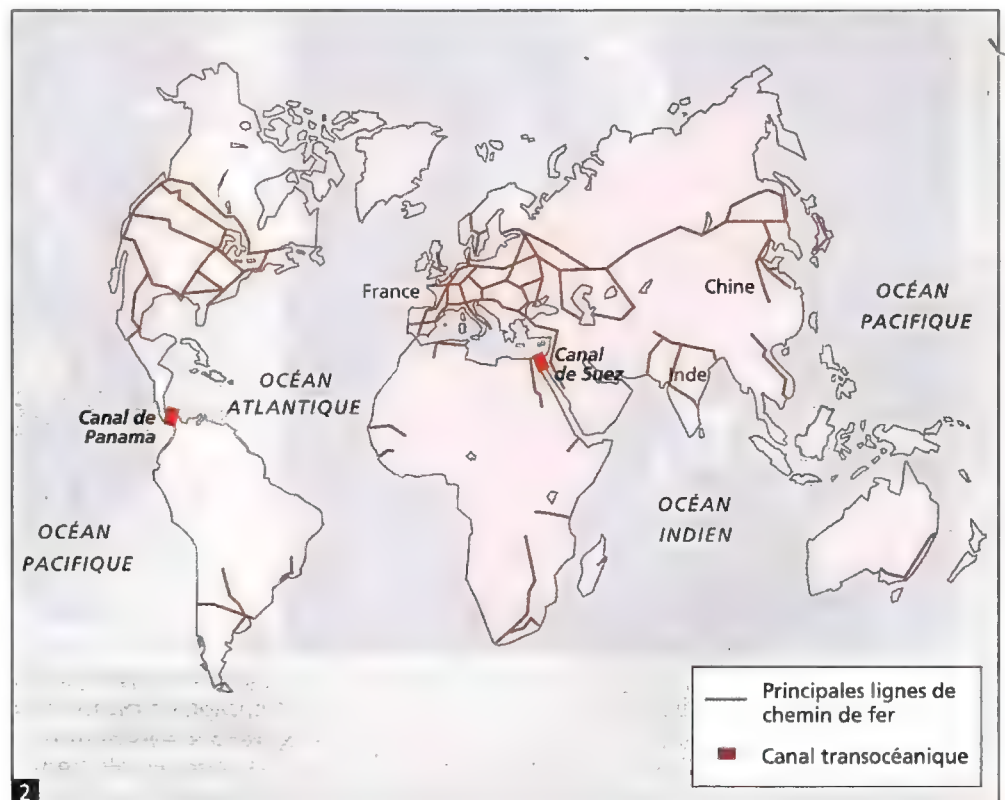 France
Chine
OCÉAN
PACIFIQUE
Canal
de Suez
Inde
OCÉAN
ATLANTIQUE
Canal de
Panama
OCÉAN
INDIEN
OCÉAN
PACIFIQUE
Principales lignes de
chemin de fer
Canal transocéanique
2